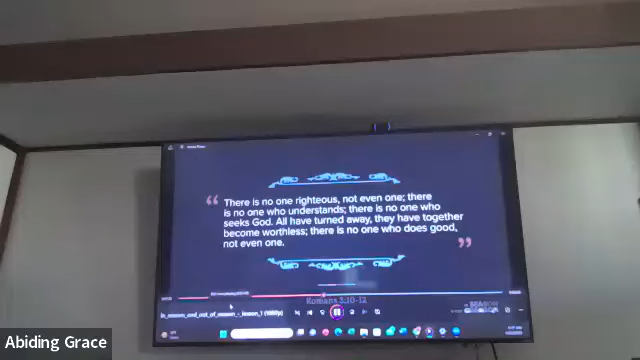 “ There is no one righteous, not even one; there
is no one who understands; there is no one who
seeks God. All have turned away, they have together
become worthless; there is no one who does good,
not even one. ”
Romans 3:10-12
Abiding Grace